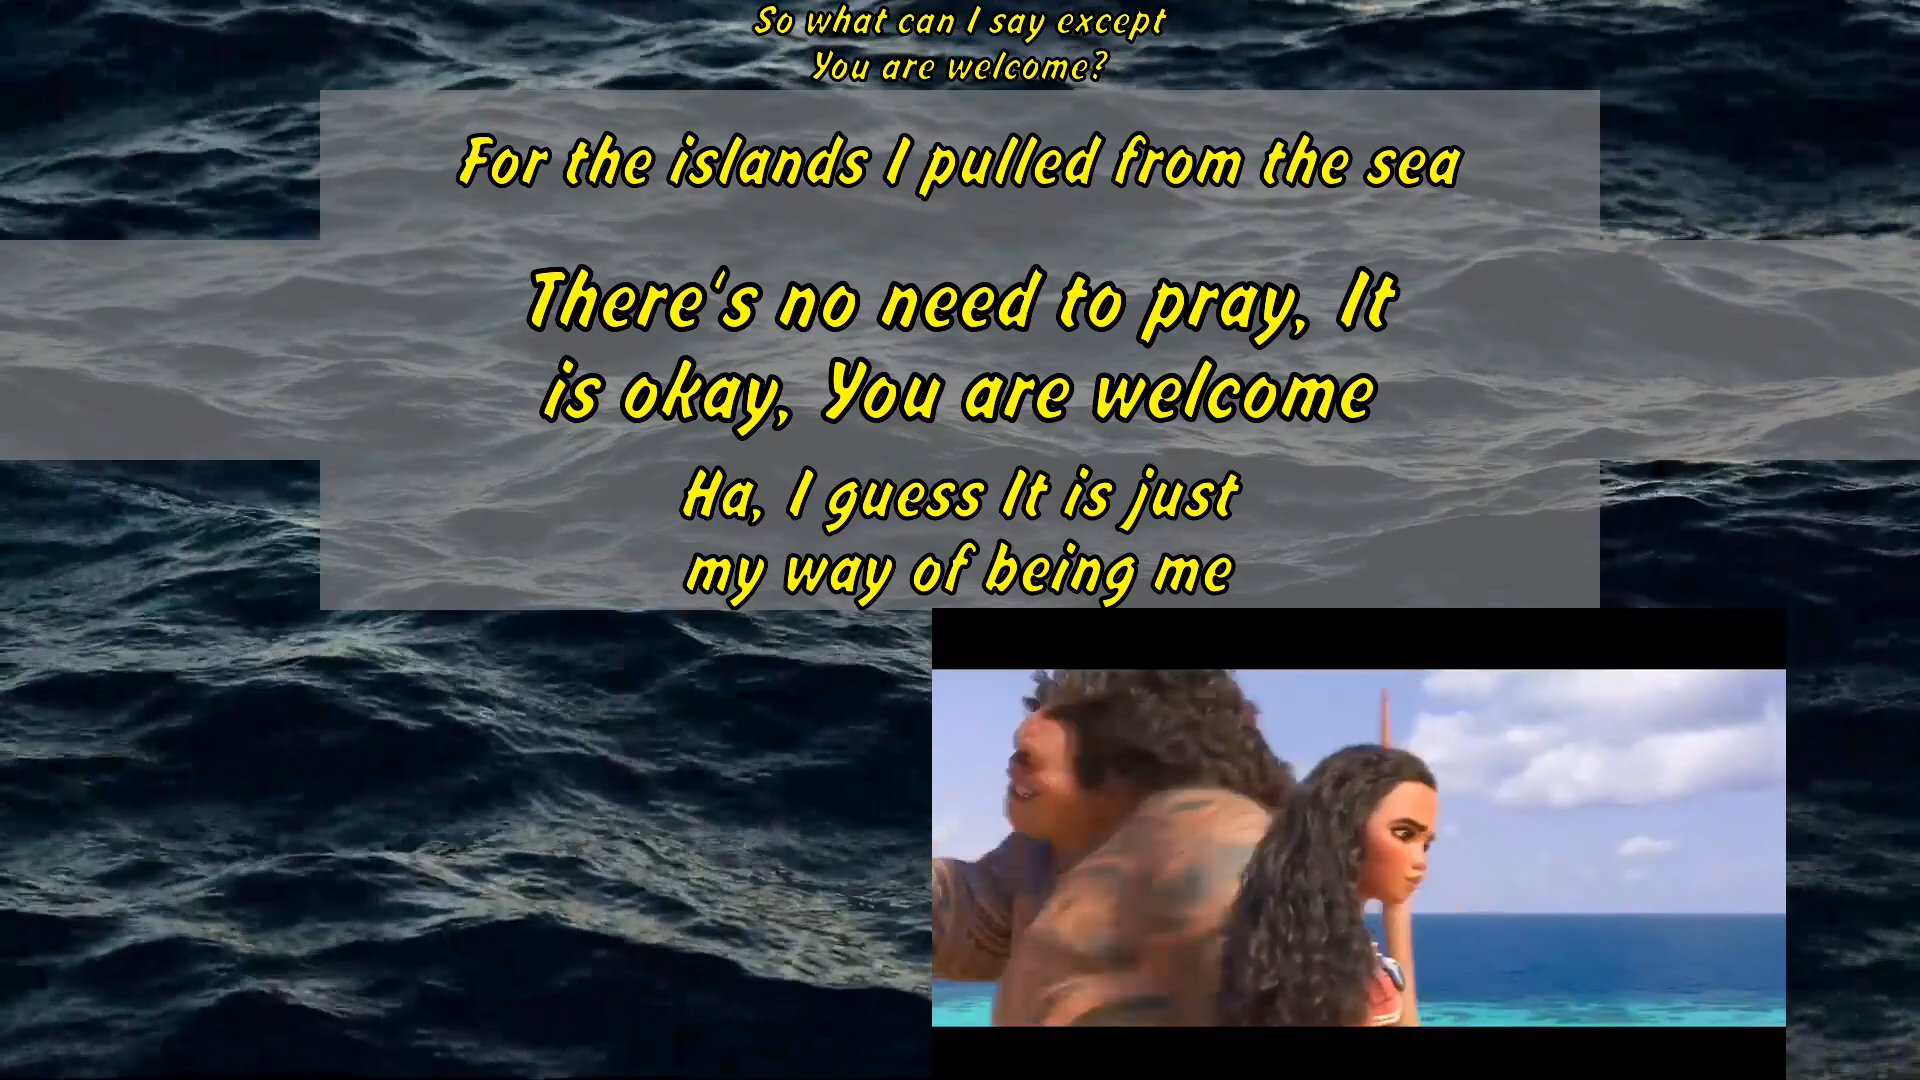 So what can I say except
You are welcome?
For the islands I pulled from the sea
There's no need to pray, It
is okay, You are welcome
Ha, I guess It is just
my way of being me